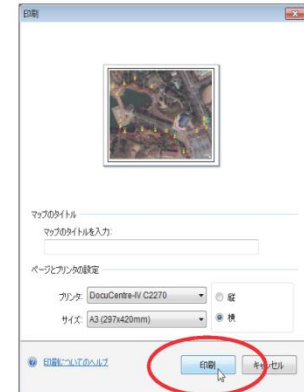 印刷
マップのタイトル
マップのタイトルを入力:
ページとプリンタの設定
プリンタ: DocuCentre-IV C2270
縦
サイズ: A3 (297x420mm)
横
印刷についてのヘルプ
印刷
キャンセル